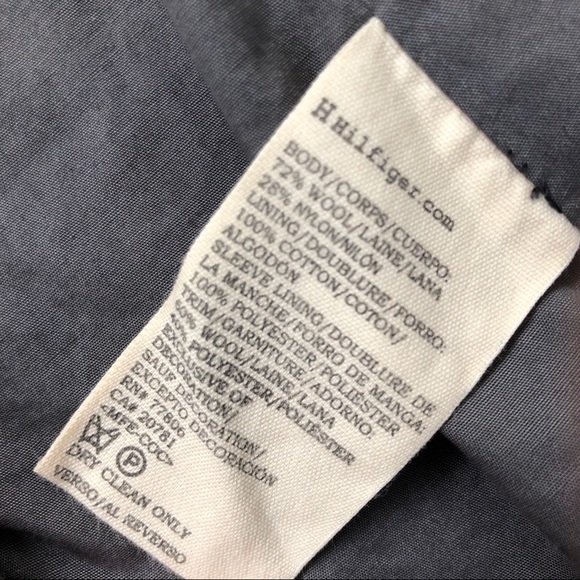 H Hilfiger.com
BODY/CORPS/CUERPO:
72% WOOL/LAINE/LANA
28% NYLON/NILÓN
LINING/DOUBLURE/FORRO:
100% COTTON/COTON/
ALGODÓN
SLEEVE LINING/DOUBLURE DE
LA MANCHE/FORRO DE MANGA:
100% POLYESTER/POLIÉSTER
TRIM/GARNITURE/ADORNO:
WOOL/LAINE/LANA
POLYESTER/POLIÉSTER
EXCLUSIVE OF
DECORATION/
SAUF DÉCORATION/
EXCEPTO DECORACIÓN
RN# 77806
CA# 20781
<MFE-COC>
P
DRY CLEAN ONLY
VERSO/AL REVERSO